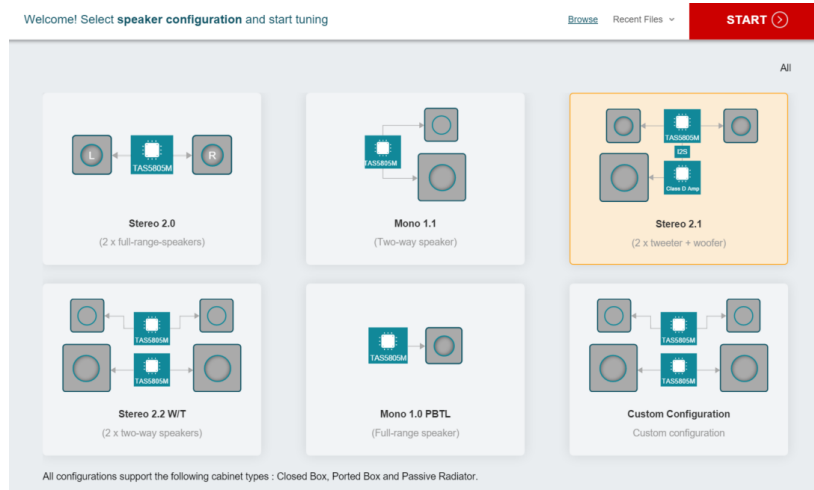 Welcome! Select speaker configuration and start tuning
Browse
Recent Files
START
All
L
TAS5805M
R
Stereo 2.0
(2 x full-range-speakers)
TAS5805M
Mono 1.1
(Two-way speaker)
TAS5805M
I2S
Class D Amp
Stereo 2.1
(2 x tweeter + woofer)
TAS5805M
TAS5805M
Stereo 2.2 W/T
(2 x two-way speakers)
TAS5805M
Mono 1.0 PBTL
(Full-range speaker)
TAS5805M
TAS5805M
Custom Configuration
Custom configuration
All configurations support the following cabinet types : Closed Box, Ported Box and Passive Radiator.